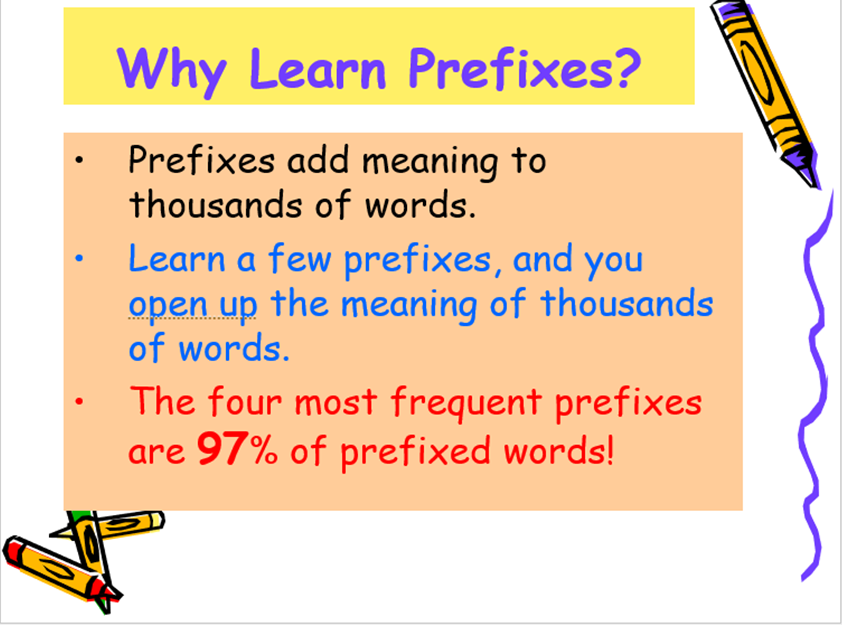 Why Learn Prefixes?
• Prefixes add meaning to
thousands of words.
• Learn a few prefixes, and you
open up the meaning of thousands
of words.
• The four most frequent prefixes
are 97% of prefixed words!